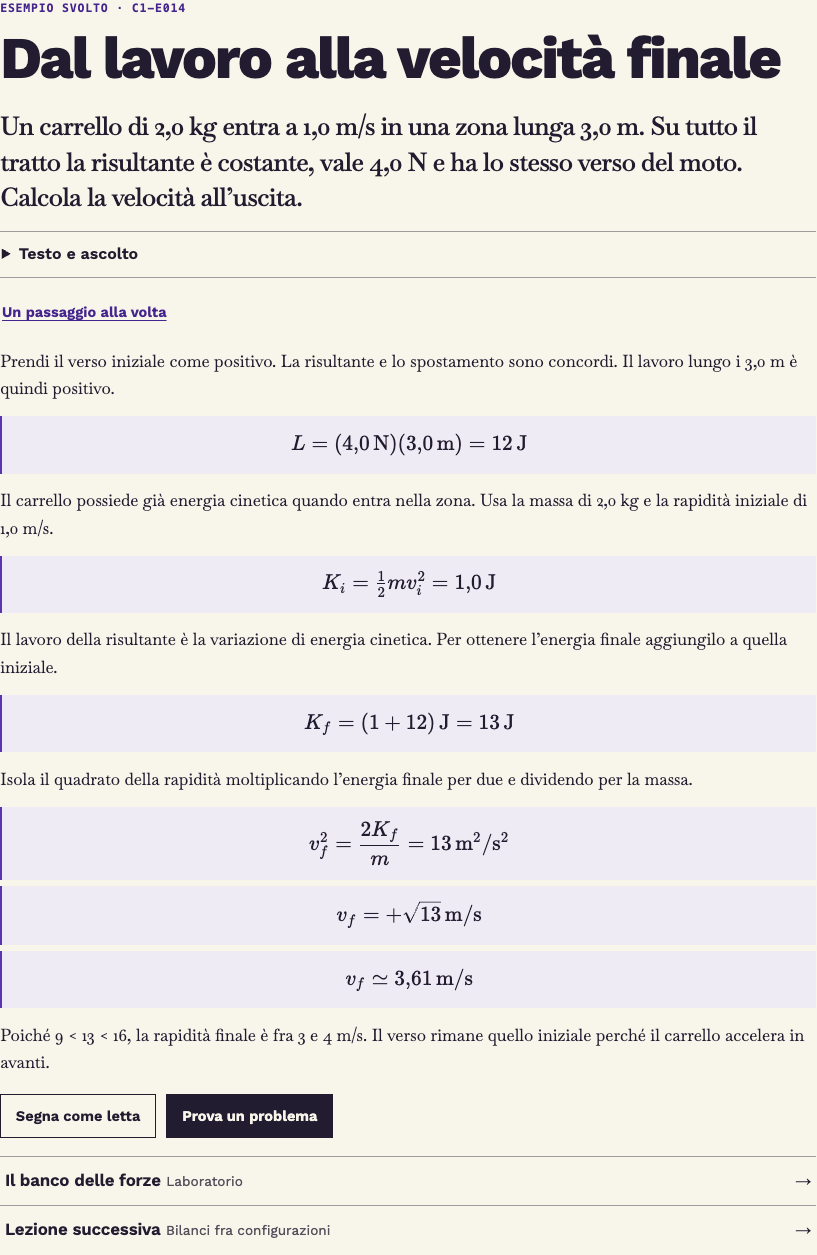 ESEMPIO SVOLTO · C1–E014
Dal lavoro alla velocità finale
Un carrello di 2,0 kg entra a 1,0 m/s in una zona lunga 3,0 m. Su tutto il
tratto la risultante è costante, vale 4,0 N e ha lo stesso verso del moto.
Calcola la velocità all’uscita.
▶ Testo e ascolto
Un passaggio alla volta
Prendi il verso iniziale come positivo. La risultante e lo spostamento sono concordi. Il lavoro lungo i 3,0 m è
quindi positivo.
L = (4,0 N)(3,0 m) = 12 J
Il carrello possiede già energia cinetica quando entra nella zona. Usa la massa di 2,0 kg e la rapidità iniziale di
1,0 m/s.
K_i = 1/2 mv_i^2 = 1,0 J
Il lavoro della risultante è la variazione di energia cinetica. Per ottenere l’energia finale aggiungilo a quella
iniziale.
K_f = (1 + 12) J = 13 J
Isola il quadrato della rapidità moltiplicando l’energia finale per due e dividendo per la massa.
v_f^2 = 2K_f/m = 13 m²/s²
v_f = +√13 m/s
v_f ≃ 3,61 m/s
Poiché 9 < 13 < 16, la rapidità finale è fra 3 e 4 m/s. Il verso rimane quello iniziale perché il carrello accelera in
avanti.
Segna come letta Prova un problema
Il banco delle forze Laboratorio →
Lezione successiva Bilanci fra configurazioni →